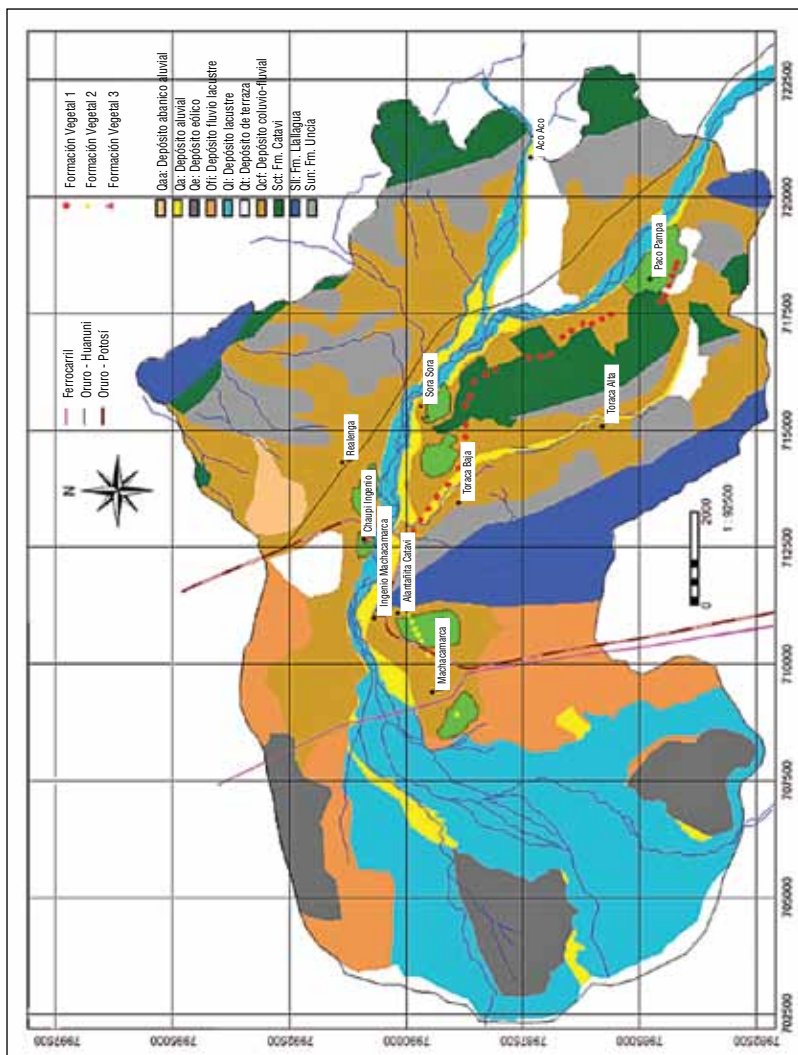 Formación Vegetal 1
Formación Vegetal 2
Formación Vegetal 3
Qaa: Depósito abanico aluvial
Qa: Depósito aluvial
Qe: Depósito eólico
Qfl: Depósito fluvio lacustre
Ql: Depósito lacustre
Qt: Depósito de terraza
Qcf: Depósito coluvio-fluvial
Sct: Fm. Catavi
Sll: Fm. Llallagua
Sun: Fm. Uncía
Ferrocarril
Oruro - Huanuni
Oruro - Potosí
N
Realenga
Chaupi Ingenio
Ingenio Machacamarca
Alantañita Catavi
Machacamarca
Sora Sora
Toraca Baja
Toraca Alta
Paco Pampa
Aco Aco
0 2000
1 : 92500
702500 705000 707500 710000 712500 715000 717500 720000 722500
7997500
7995000
7992500
7990000
7987500
7985000
7982500